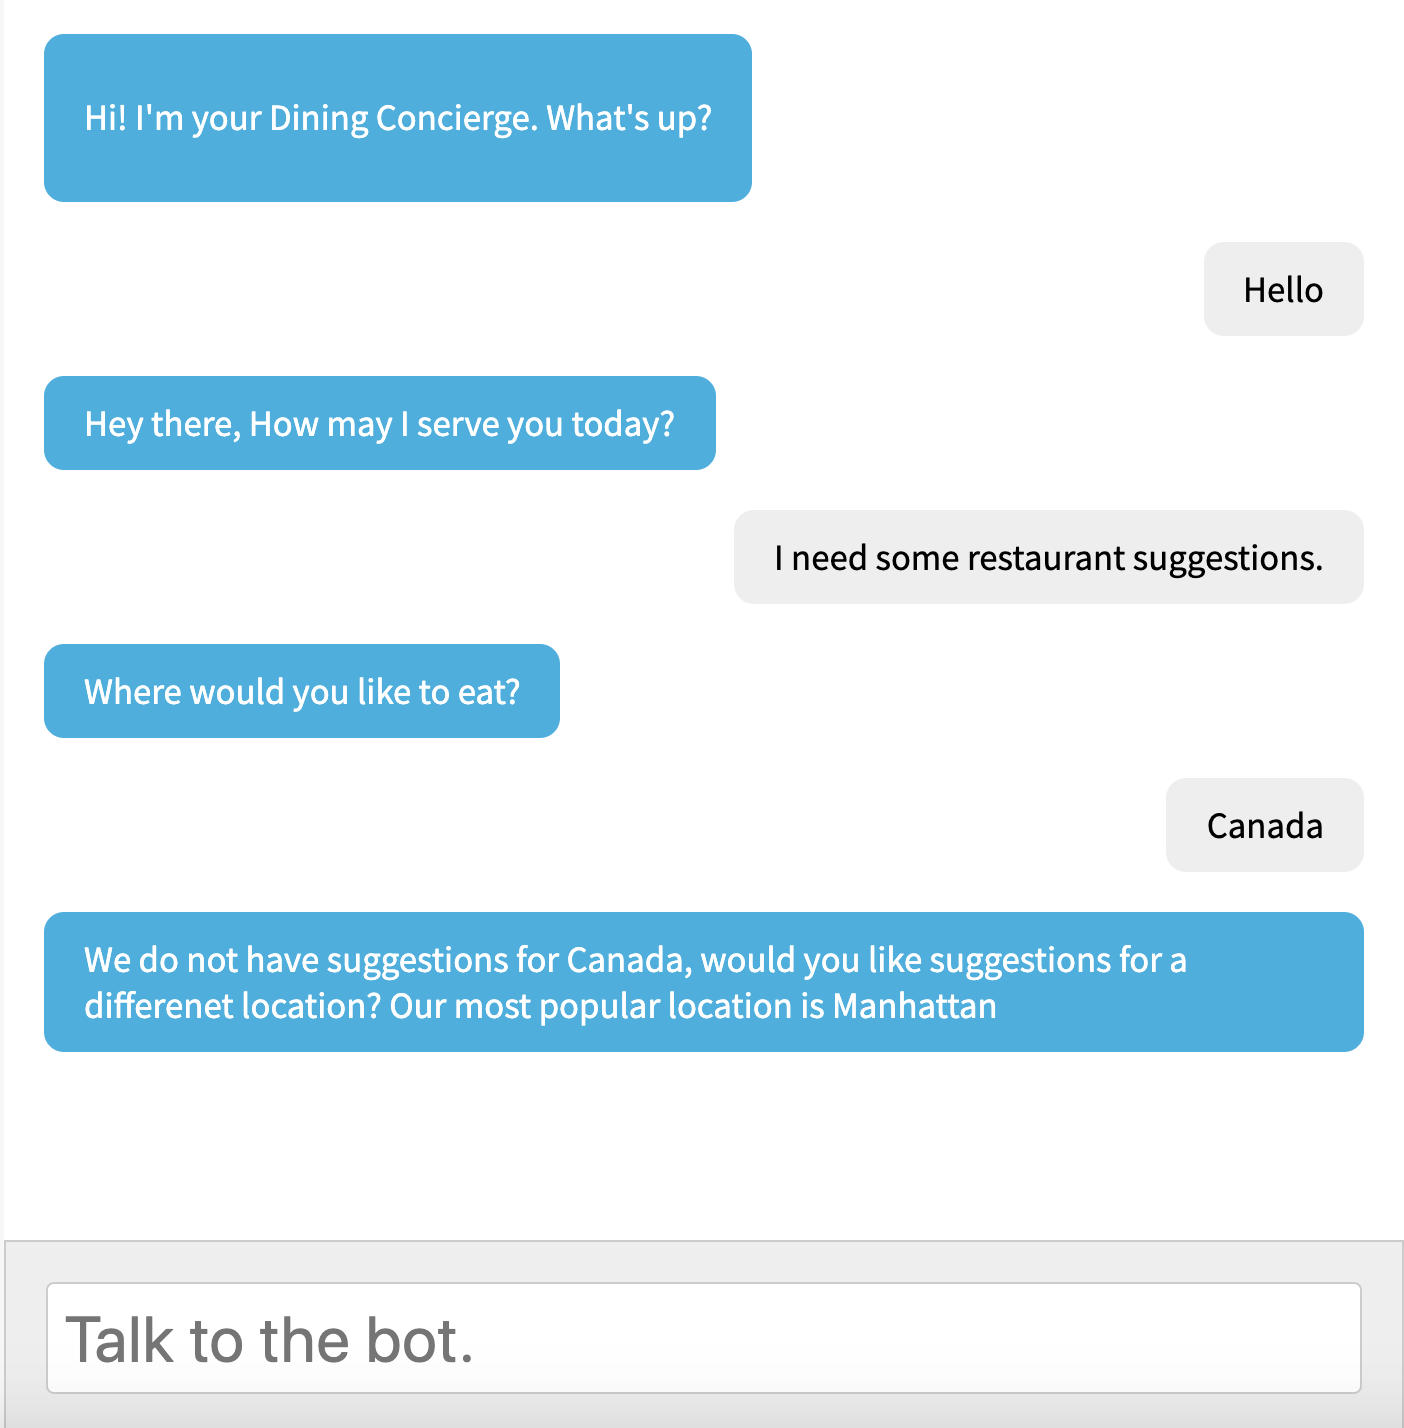 Hi! I'm your Dining Concierge. What's up?
Hello
Hey there, How may I serve you today?
I need some restaurant suggestions.
Where would you like to eat?
Canada
We do not have suggestions for Canada, would you like suggestions for a
differenet location? Our most popular location is Manhattan
Talk to the bot.